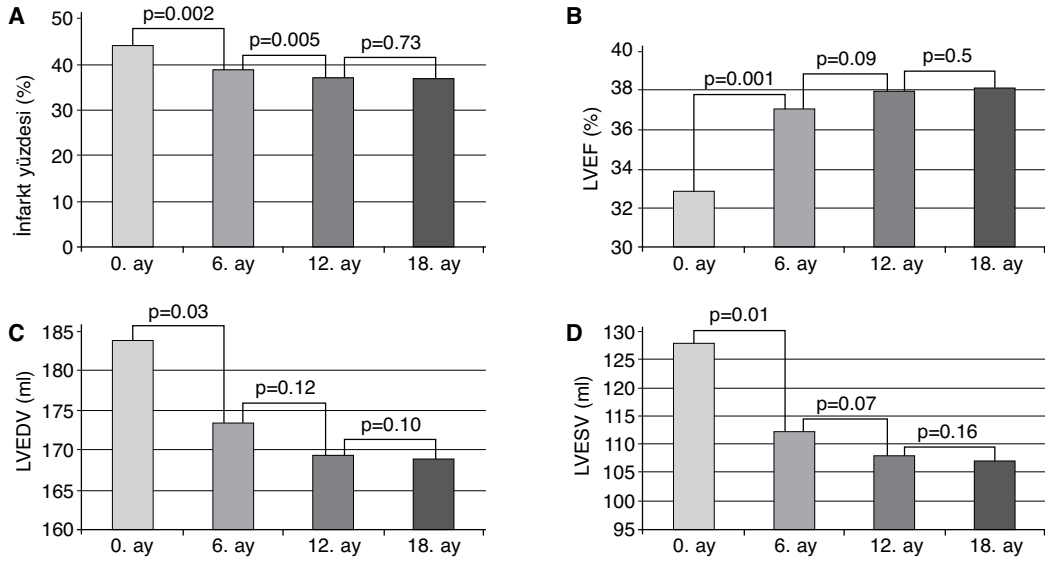 A
İnfarkt yüzdesi (%)
50
40
30
20
10
0
p=0.002
p=0.005
p=0.73
0. ay
6. ay
12. ay
18. ay
B
LVEF (%)
40
38
36
34
32
30
p=0.001
p=0.09
p=0.5
0. ay
6. ay
12. ay
18. ay
C
LVEDV (ml)
185
180
175
170
165
160
p=0.03
p=0.12
p=0.10
0. ay
6. ay
12. ay
18. ay
D
LVESV (ml)
130
125
120
115
110
105
100
95
p=0.01
p=0.07
p=0.16
0. ay
6. ay
12. ay
18. ay